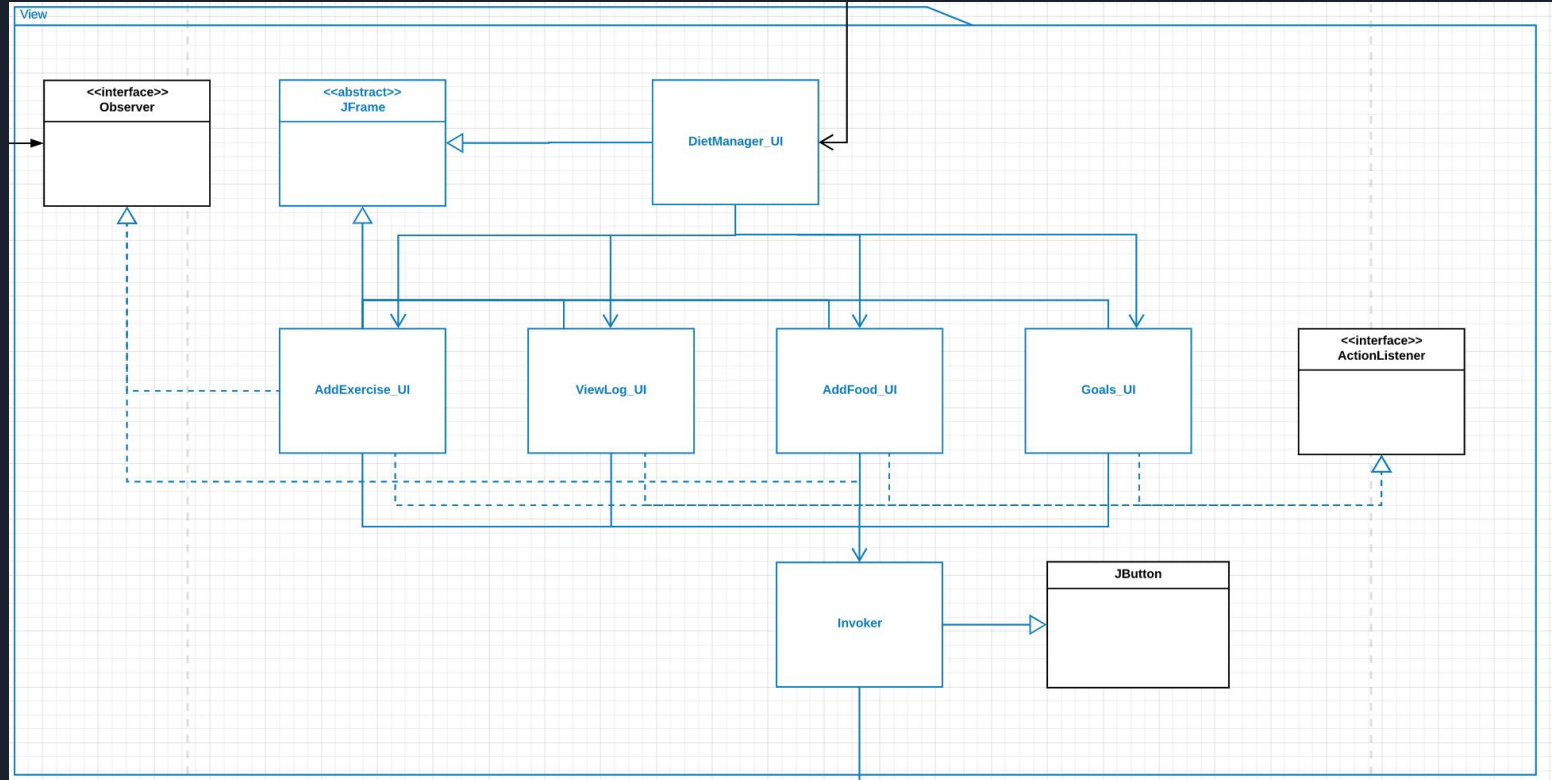 View
<<interface>>
Observer
<<abstract>>
JFrame
DietManager_UI
AddExercise_UI
ViewLog_UI
AddFood_UI
Goals_UI
<<interface>>
ActionListener
Invoker
JButton